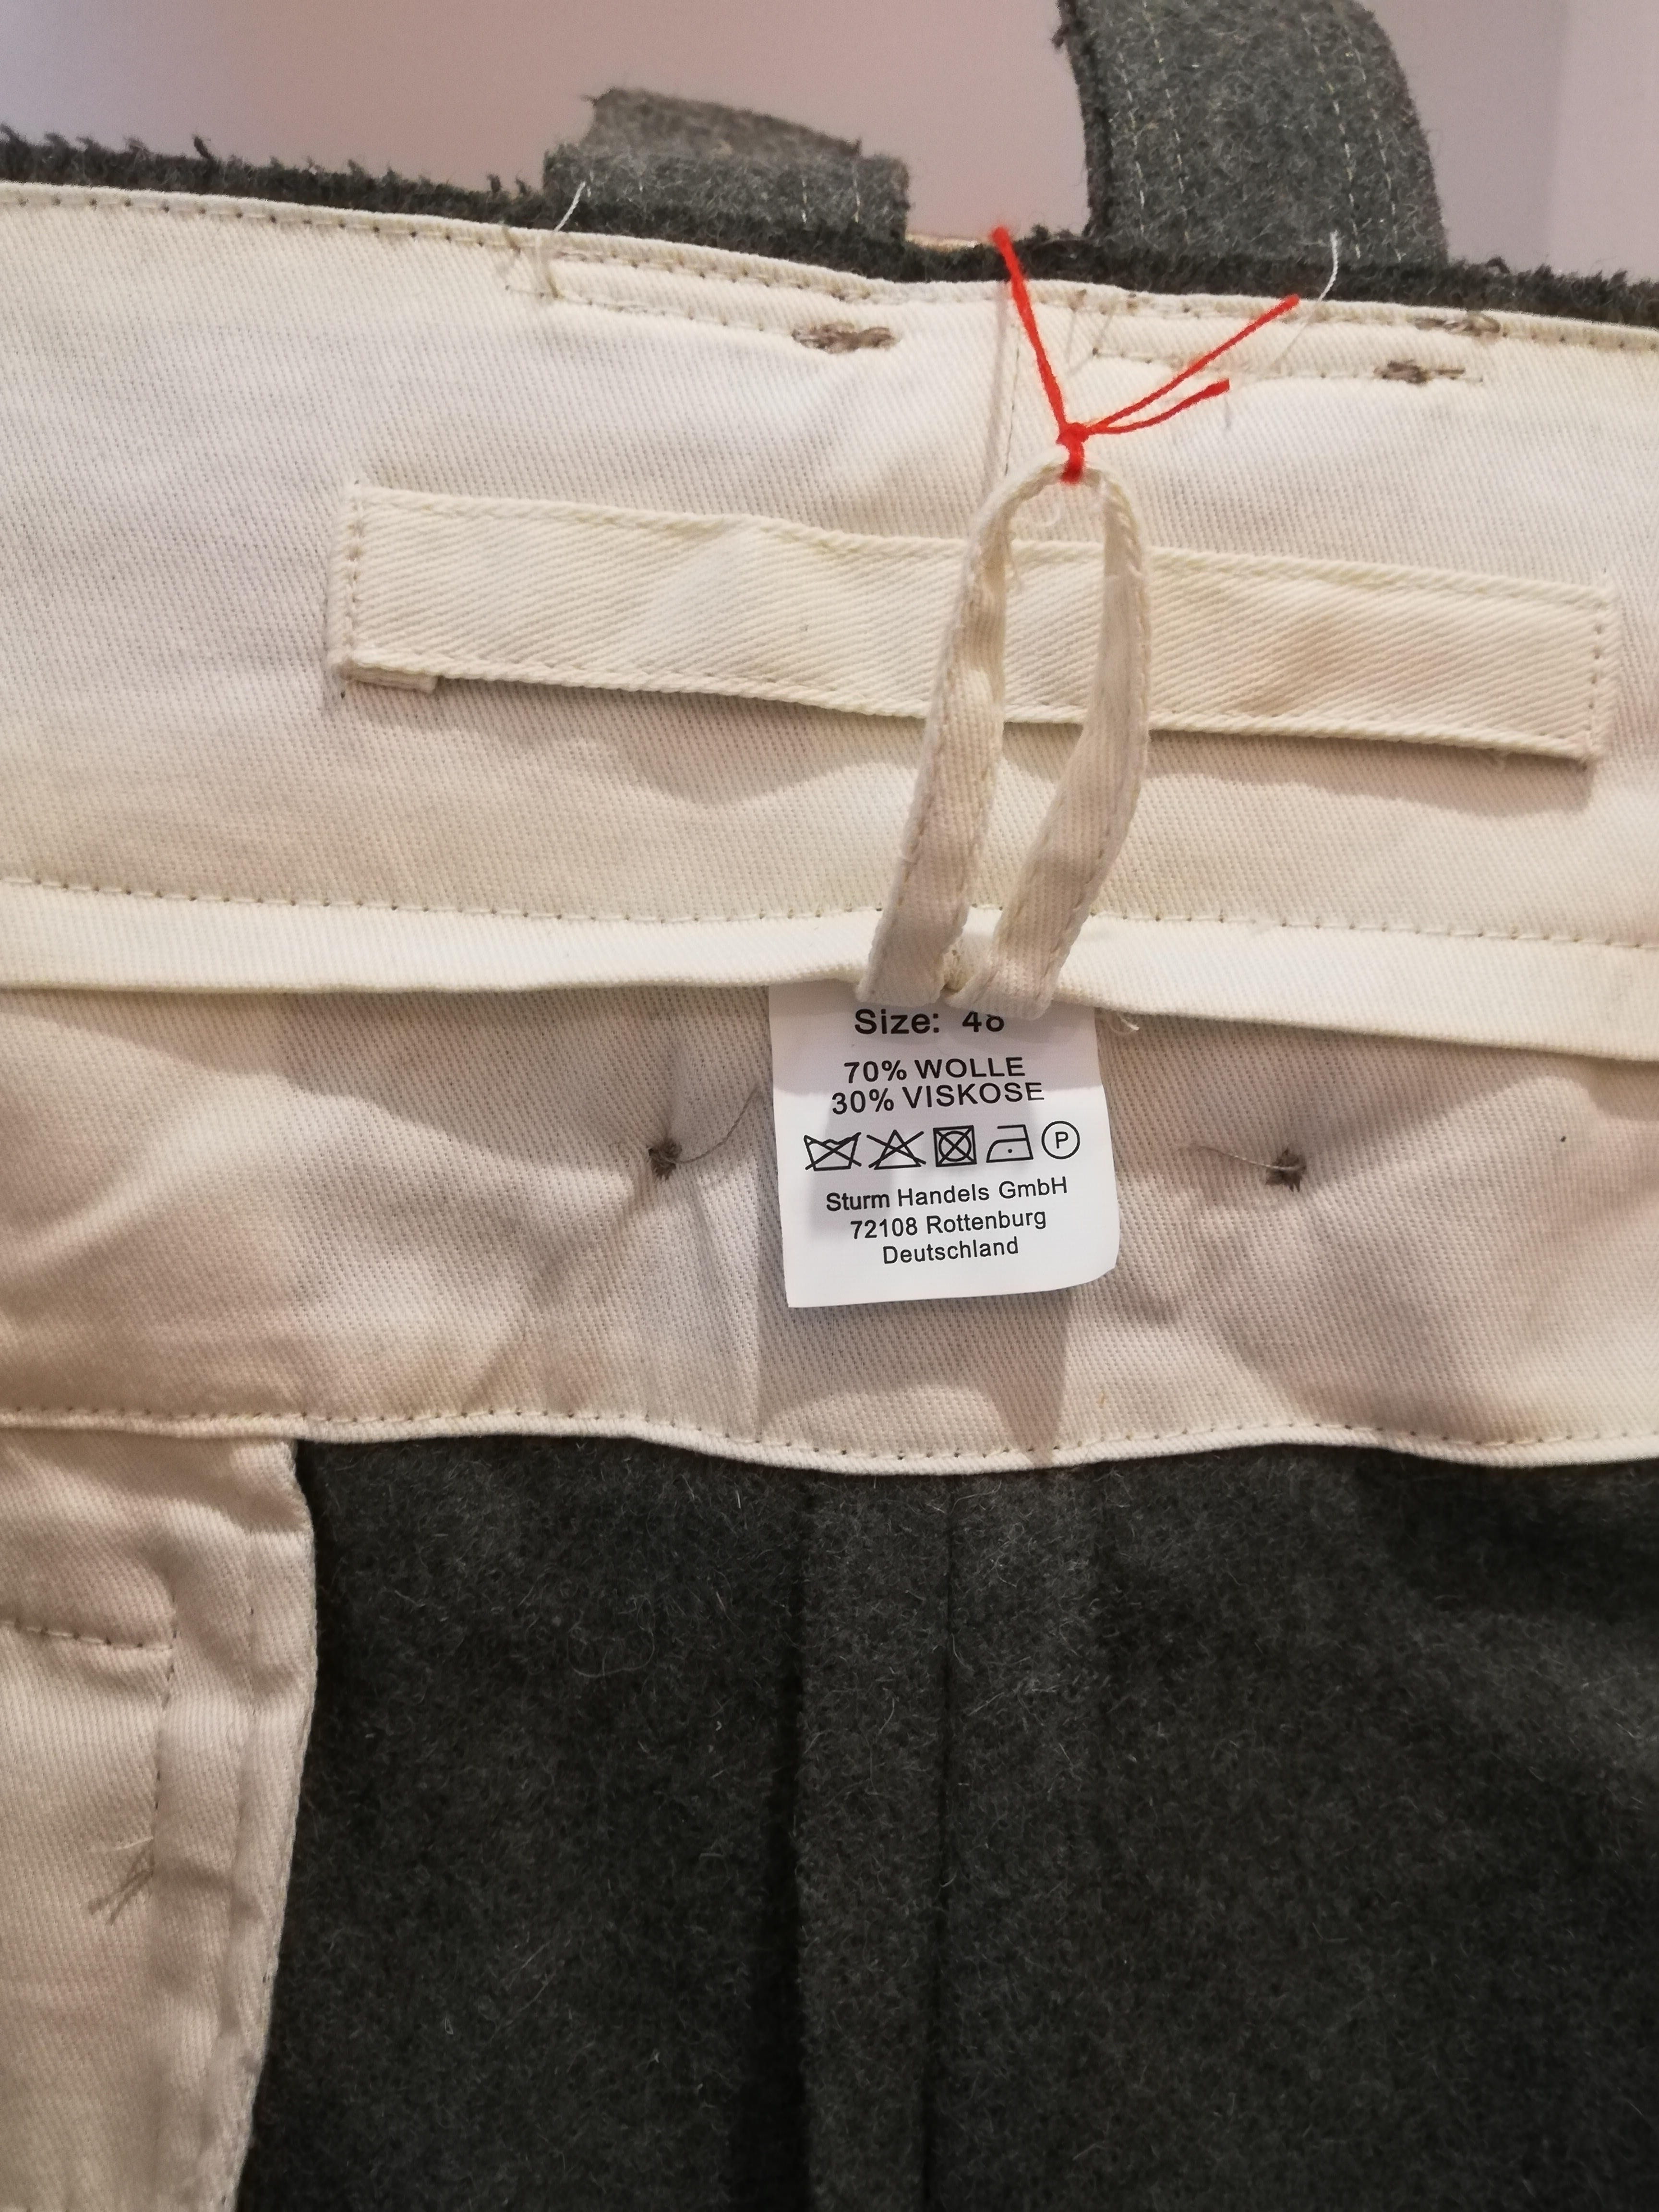 Size: 48
70% WOLLE
30% VISKOSE
P
Sturm Handels GmbH
72108 Rottenburg
Deutschland